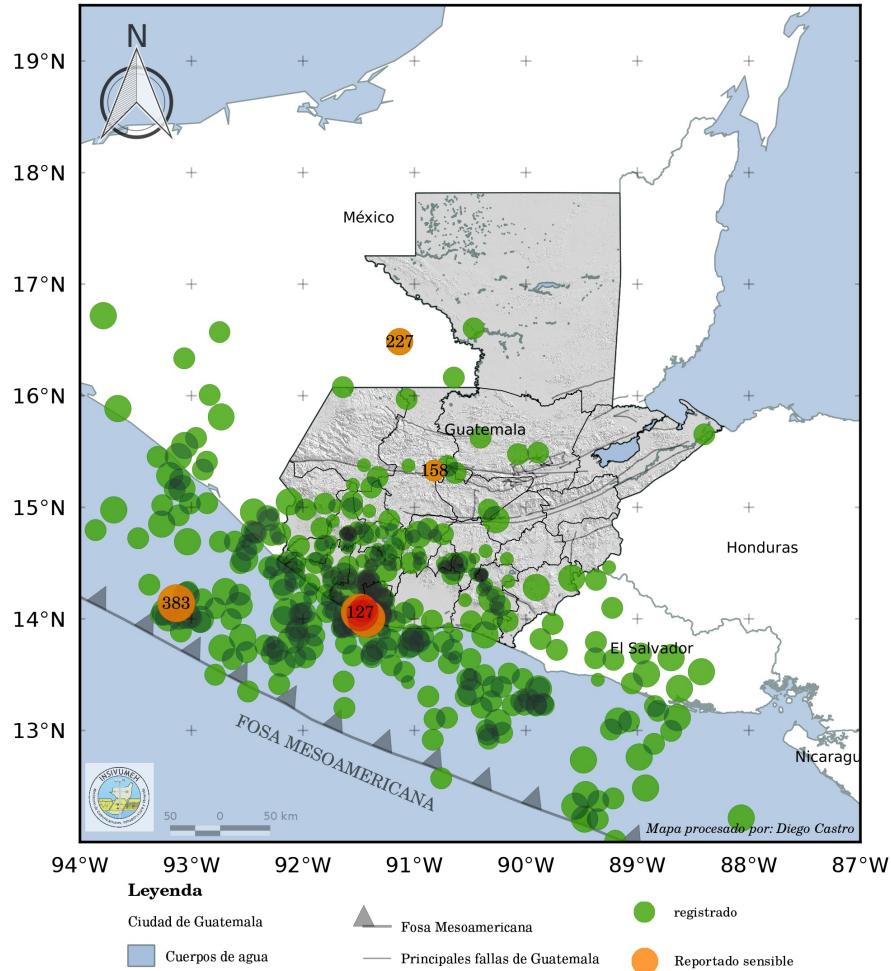 N
19°N
18°N
México
17°N
227
16°N
Guatemala
158
15°N
Honduras
383
127
14°N
El Salvador
13°N
FOSA MESOAMERICANA
Nicaragu
INSIVUMEH
50 0 50 km
Mapa procesado por: Diego Castro
94°W 93°W 92°W 91°W 90°W 89°W 88°W 87°W
Leyenda
Ciudad de Guatemala
Fosa Mesoamericana
registrado
Cuerpos de agua
Principales fallas de Guatemala
Reportado sensible